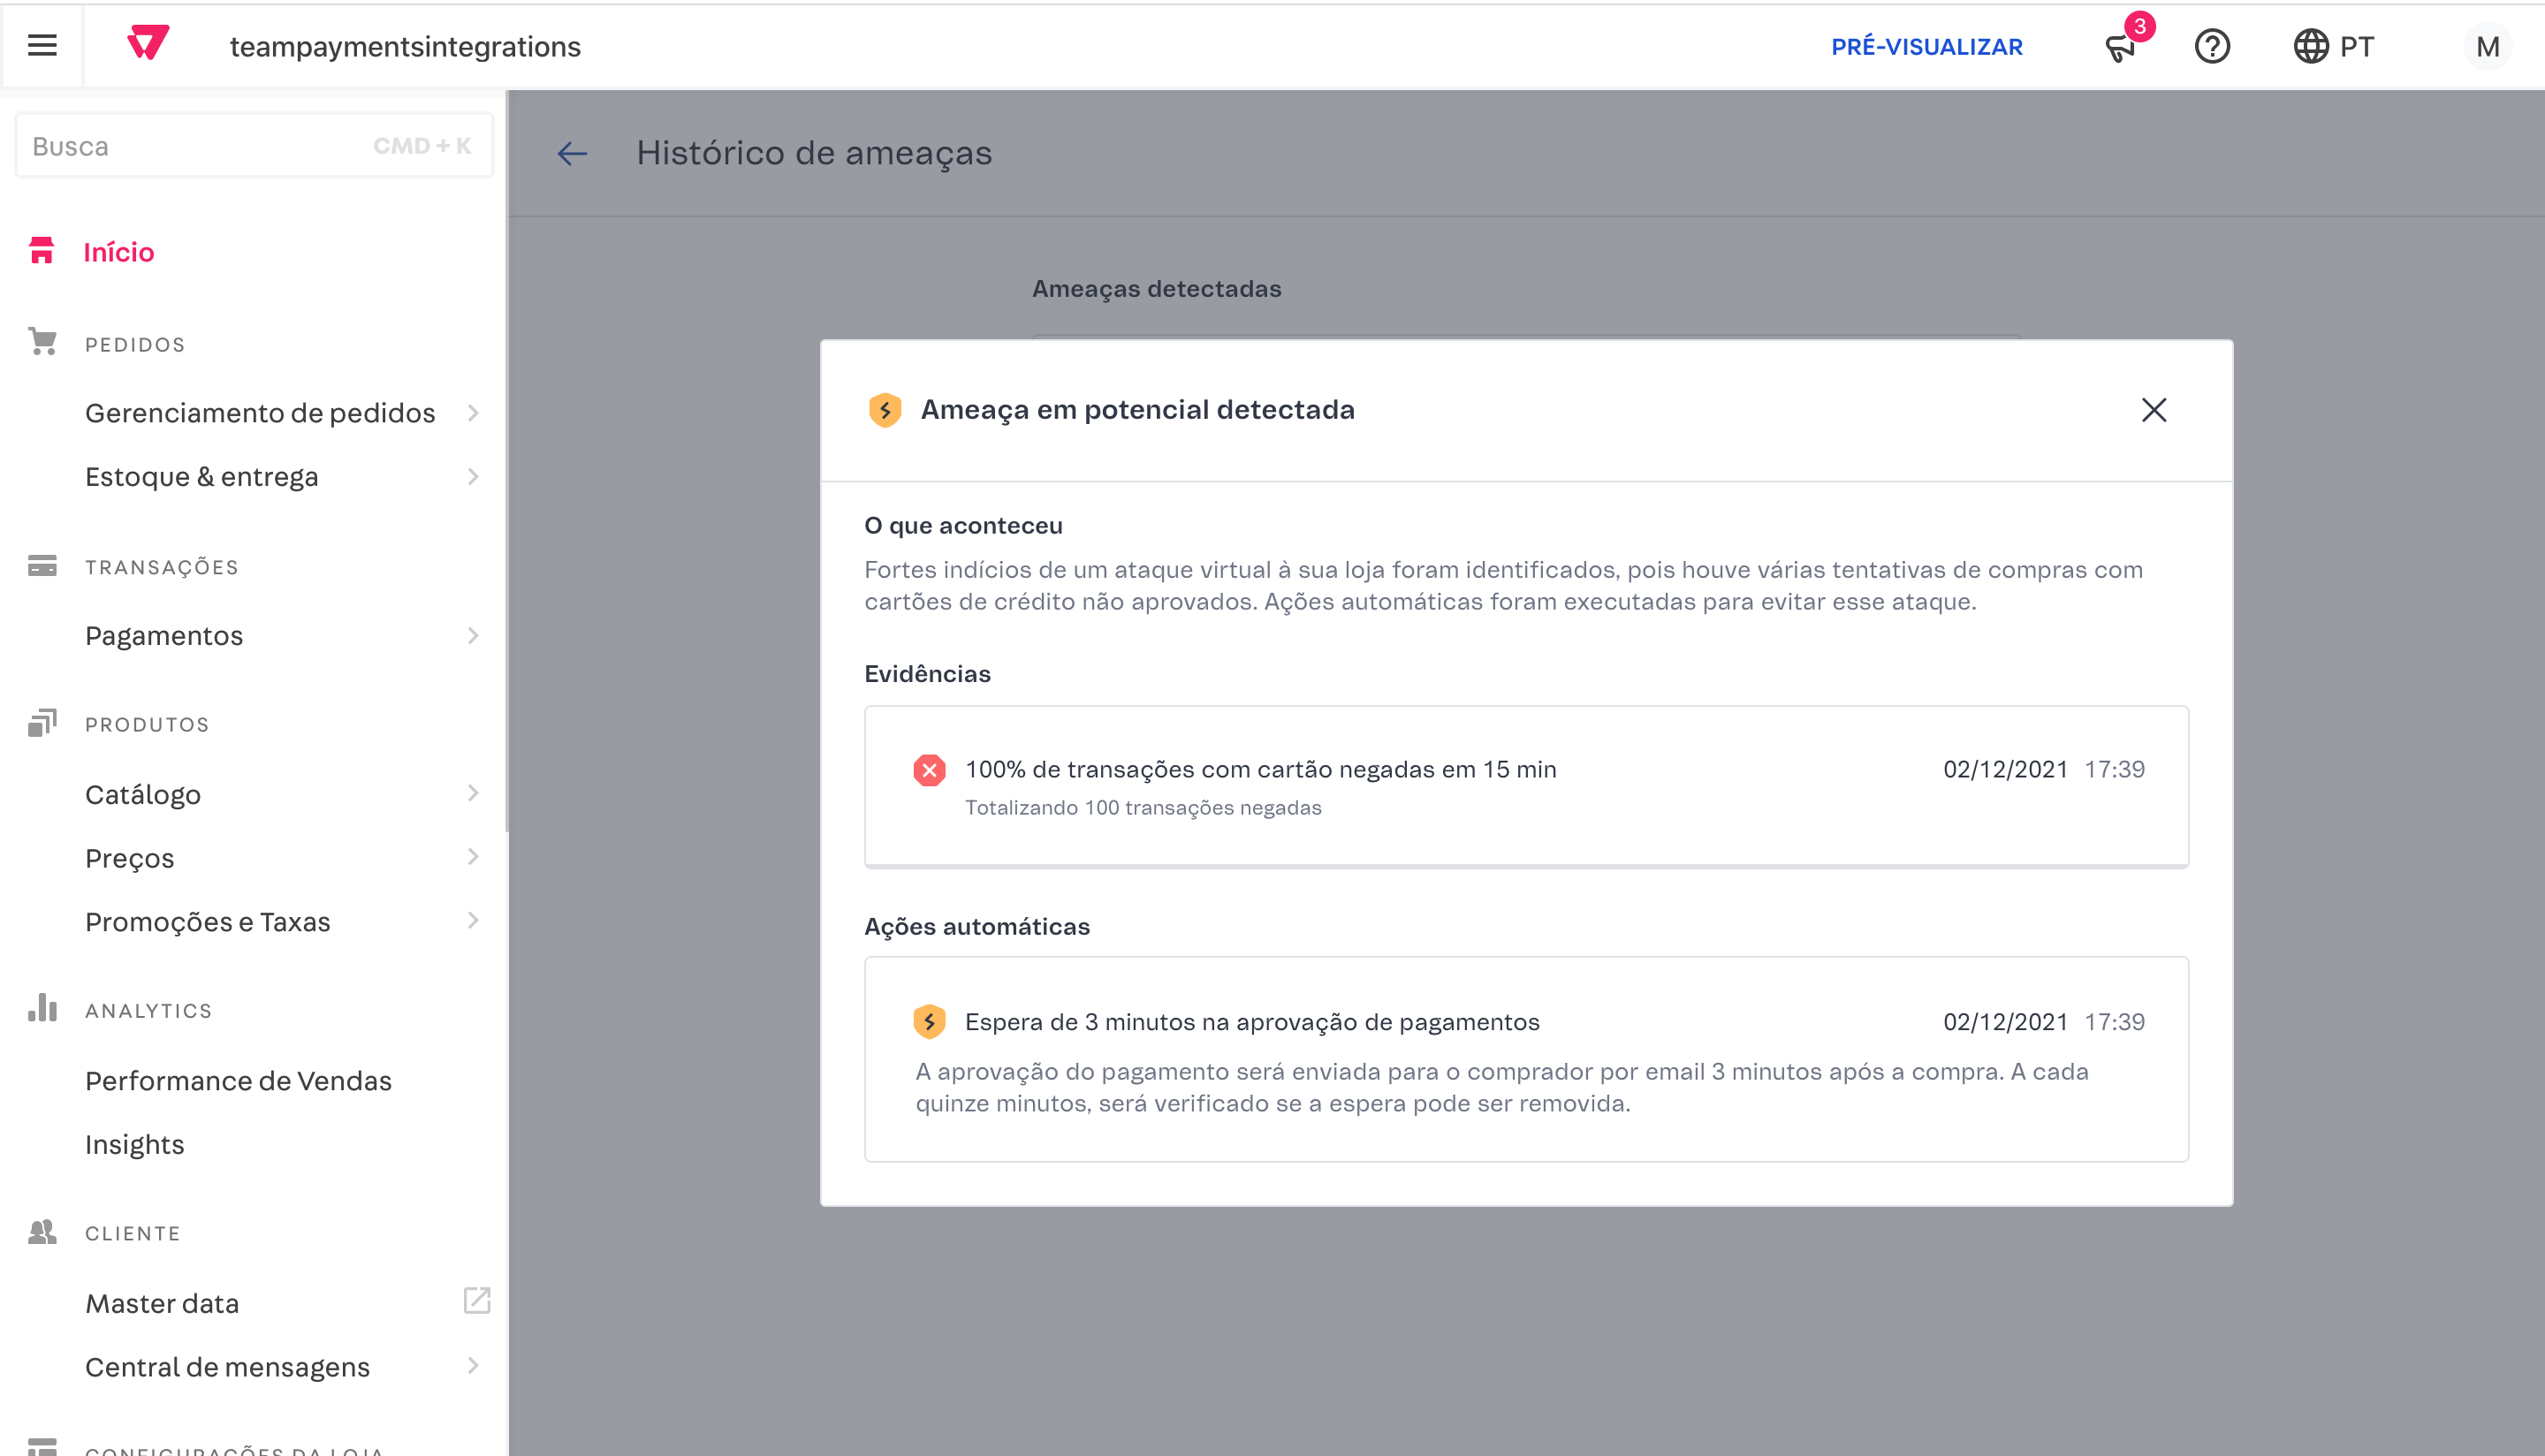 teampaymentsintegrations
PRÉ-VISUALIZAR
3
PT
M
Busca
CMD + K
Início
PEDIDOS
Gerenciamento de pedidos
Estoque & entrega
TRANSAÇÕES
Pagamentos
PRODUTOS
Catálogo
Preços
Promoções e Taxas
ANALYTICS
Performance de Vendas
Insights
CLIENTE
Master data
Central de mensagens
CONFIGURAÇÕES DA LOJA
Histórico de ameaças
Ameaças detectadas
Ameaça em potencial detectada
O que aconteceu
Fortes indícios de um ataque virtual à sua loja foram identificados, pois houve várias tentativas de compras com
cartões de crédito não aprovados. Ações automáticas foram executadas para evitar esse ataque.
Evidências
100% de transações com cartão negadas em 15 min
02/12/2021 17:39
Totalizando 100 transações negadas
Ações automáticas
Espera de 3 minutos na aprovação de pagamentos
02/12/2021 17:39
A aprovação do pagamento será enviada para o comprador por email 3 minutos após a compra. A cada
quinze minutos, será verificado se a espera pode ser removida.